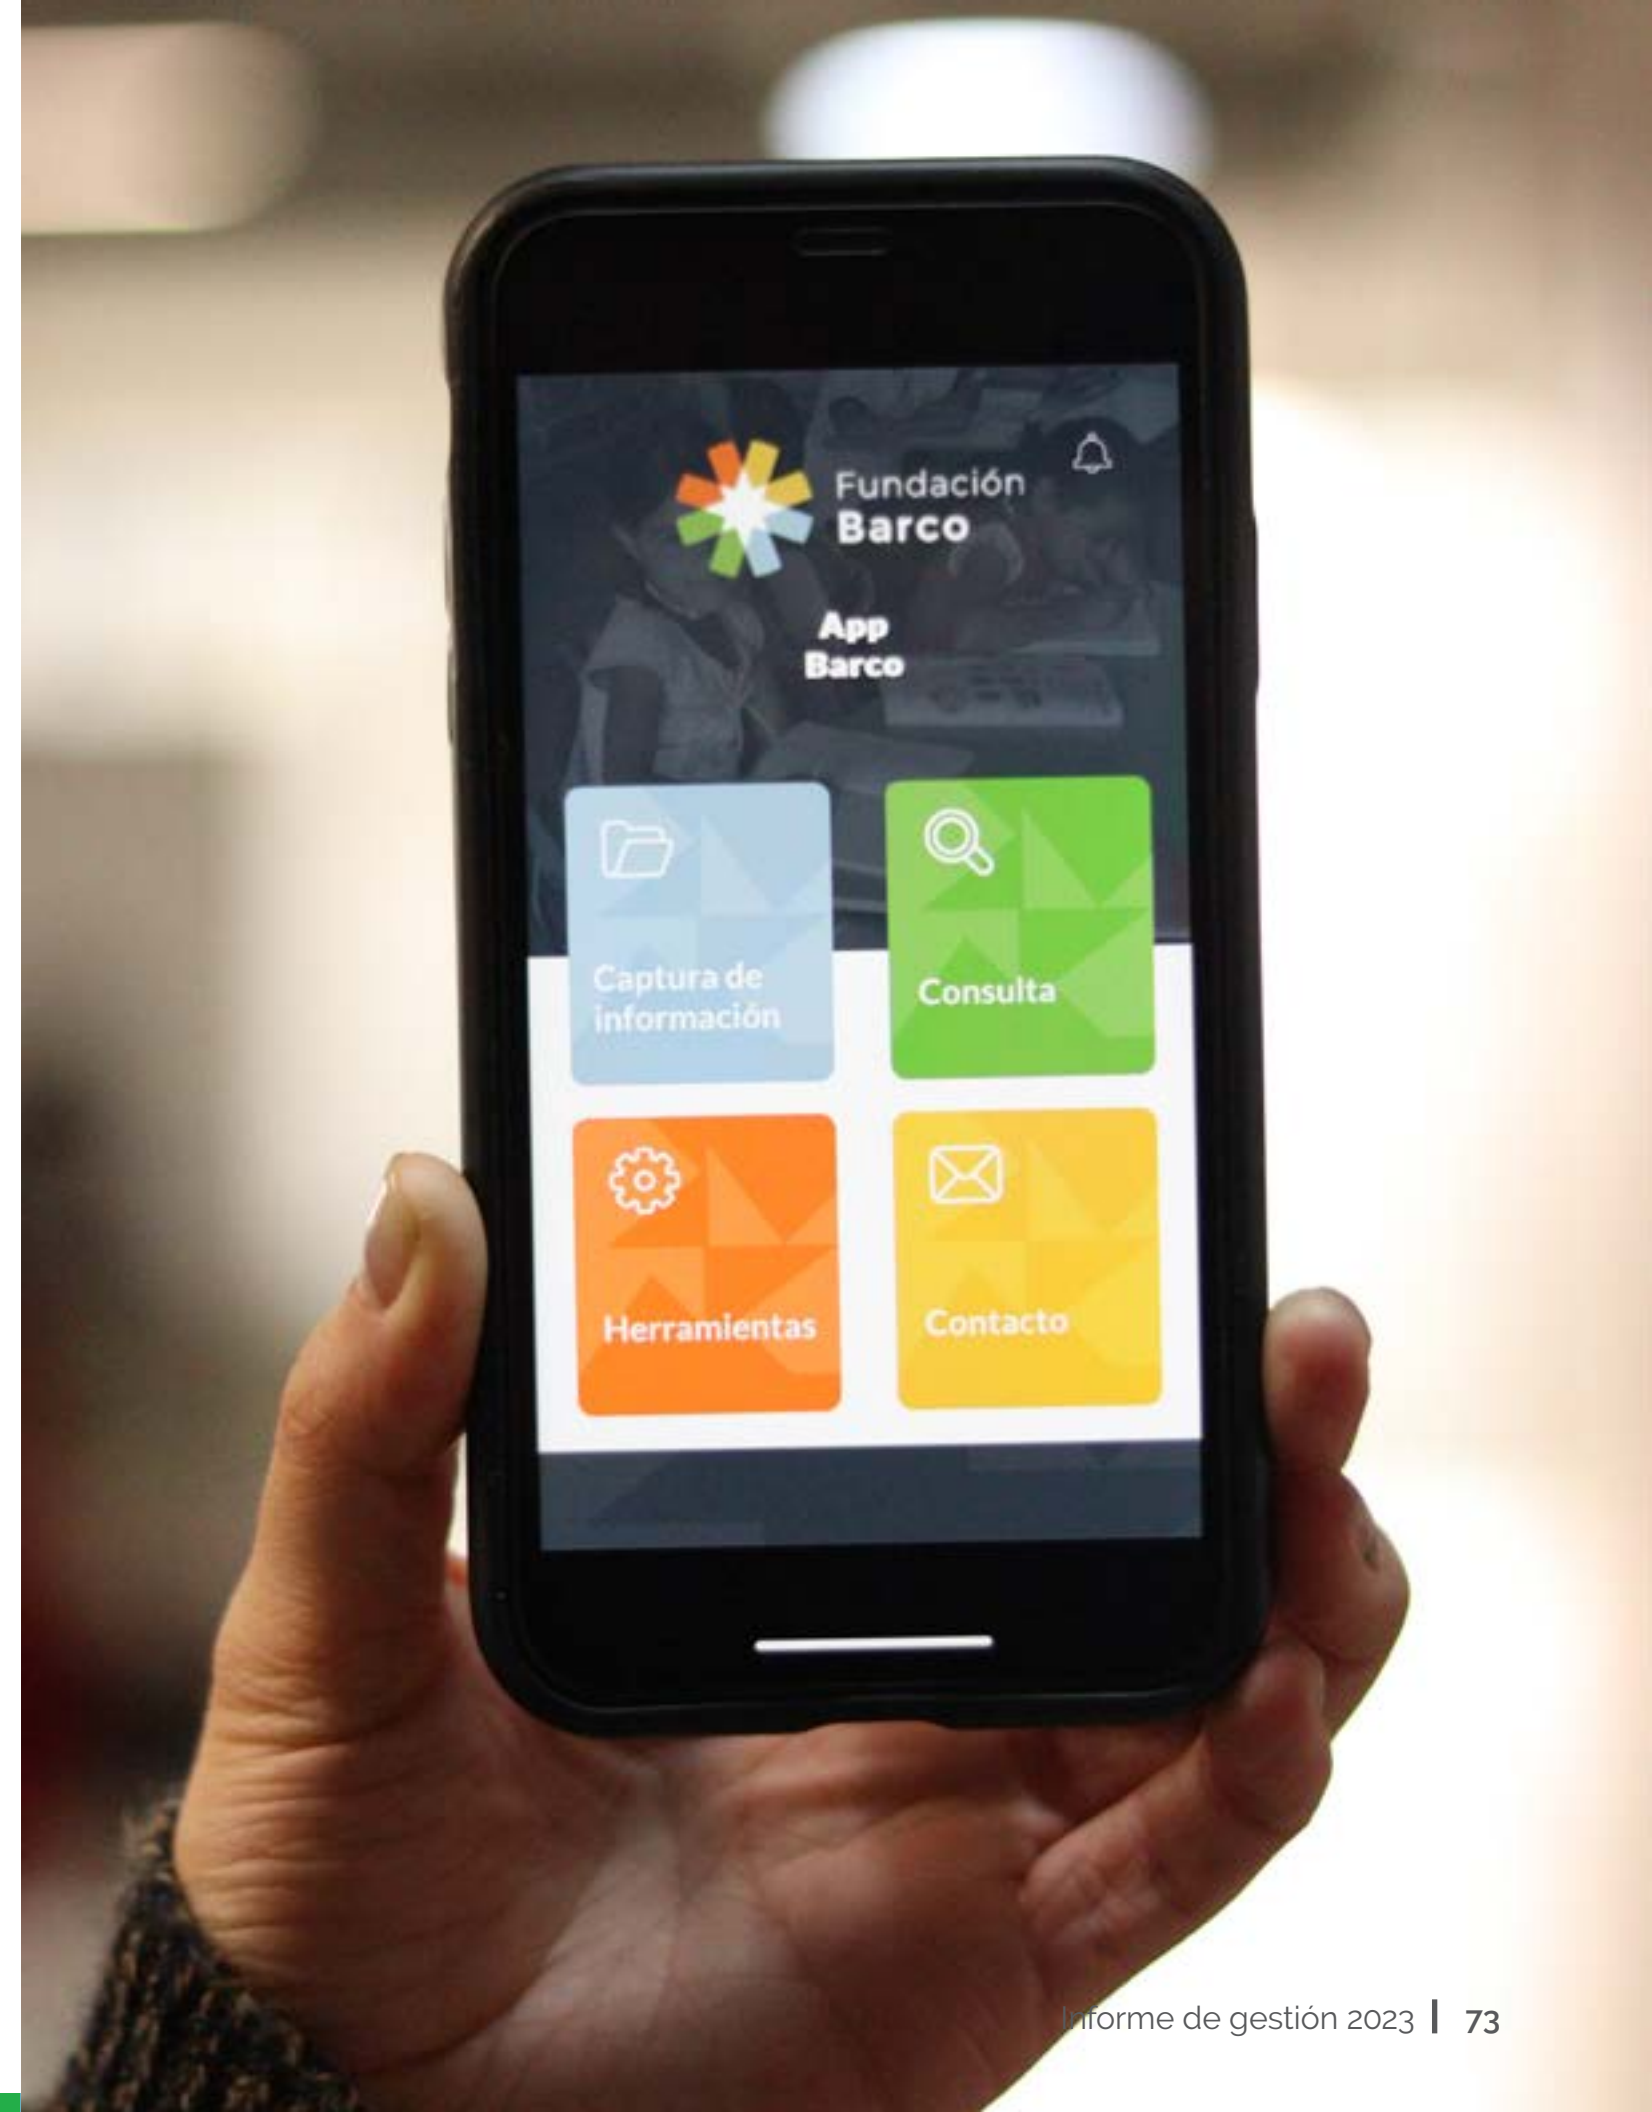 Fundación
Barco
App
Barco
Captura de
información
Consulta
Herramientas
Contacto
Informe de gestión 2023 | 73